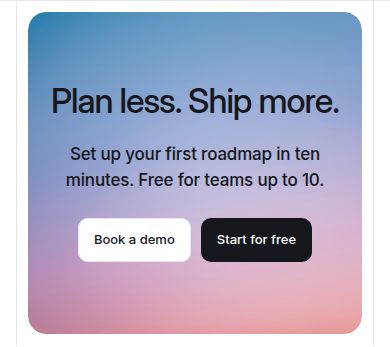 Plan less. Ship more.
Set up your first roadmap in ten
minutes. Free for teams up to 10.
Book a demo
Start for free